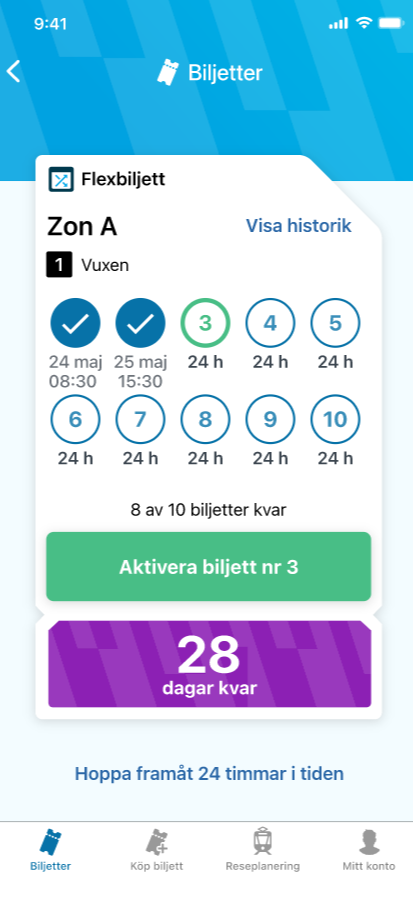 9:41
Biljetter
Flexbiljett
Zon A
Visa historik
1 Vuxen
3 4 5
24 maj 25 maj 24 h 24 h 24 h
08:30 15:30
6 7 8 9 10
24 h 24 h 24 h 24 h 24 h
8 av 10 biljetter kvar
Aktivera biljett nr 3
28
dagar kvar
Hoppa framåt 24 timmar i tiden
Biljetter Köp biljett Reseplanering Mitt konto